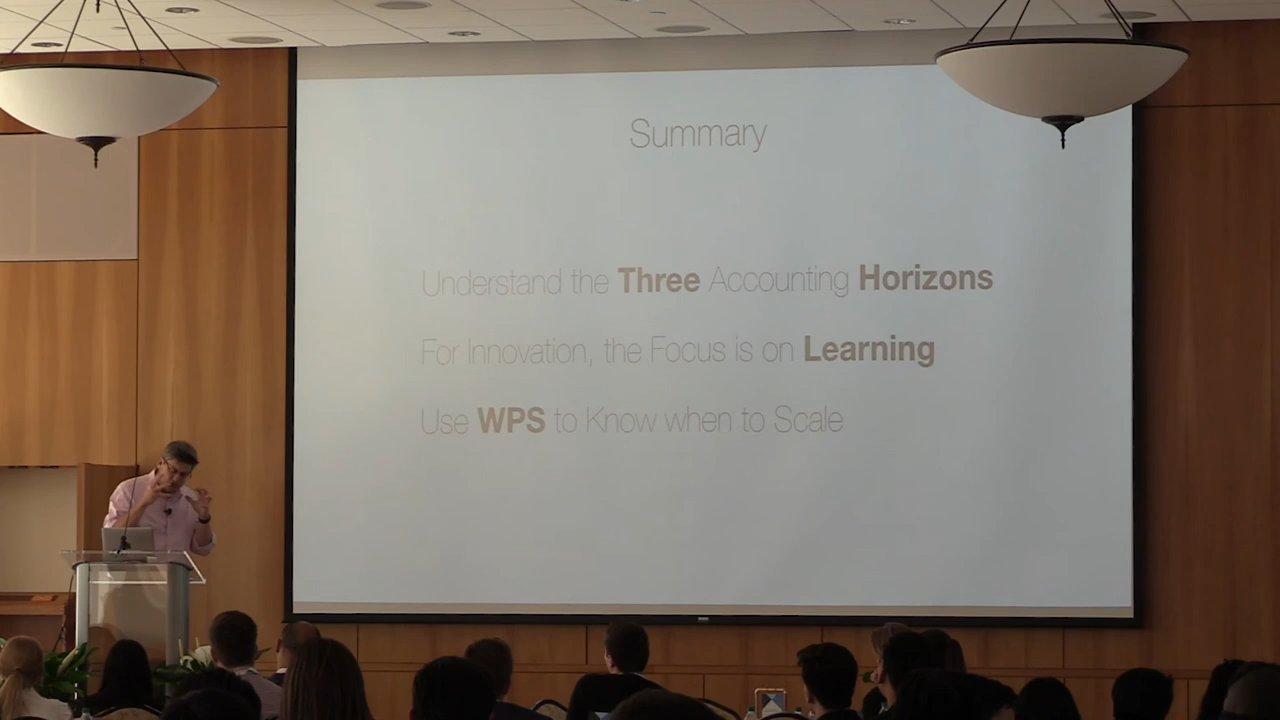 Summary
Understand the Three Accounting Horizons
For Innovation, the Focus is on Learning
Use WPS to Know when to Scale